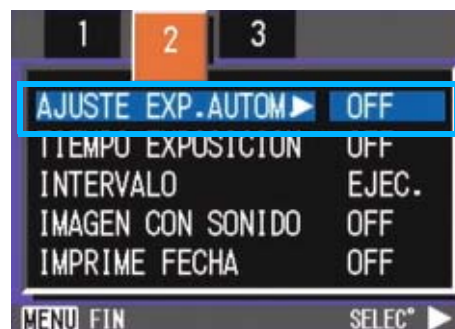 1 2 3
AJUSTE EXP.AUTOM▶ OFF
TIEMPO EXPOSICION OFF
INTERVALO EJEC.
IMAGEN CON SONIDO OFF
IMPRIME FECHA OFF
MENU FIN SELEC° ▶